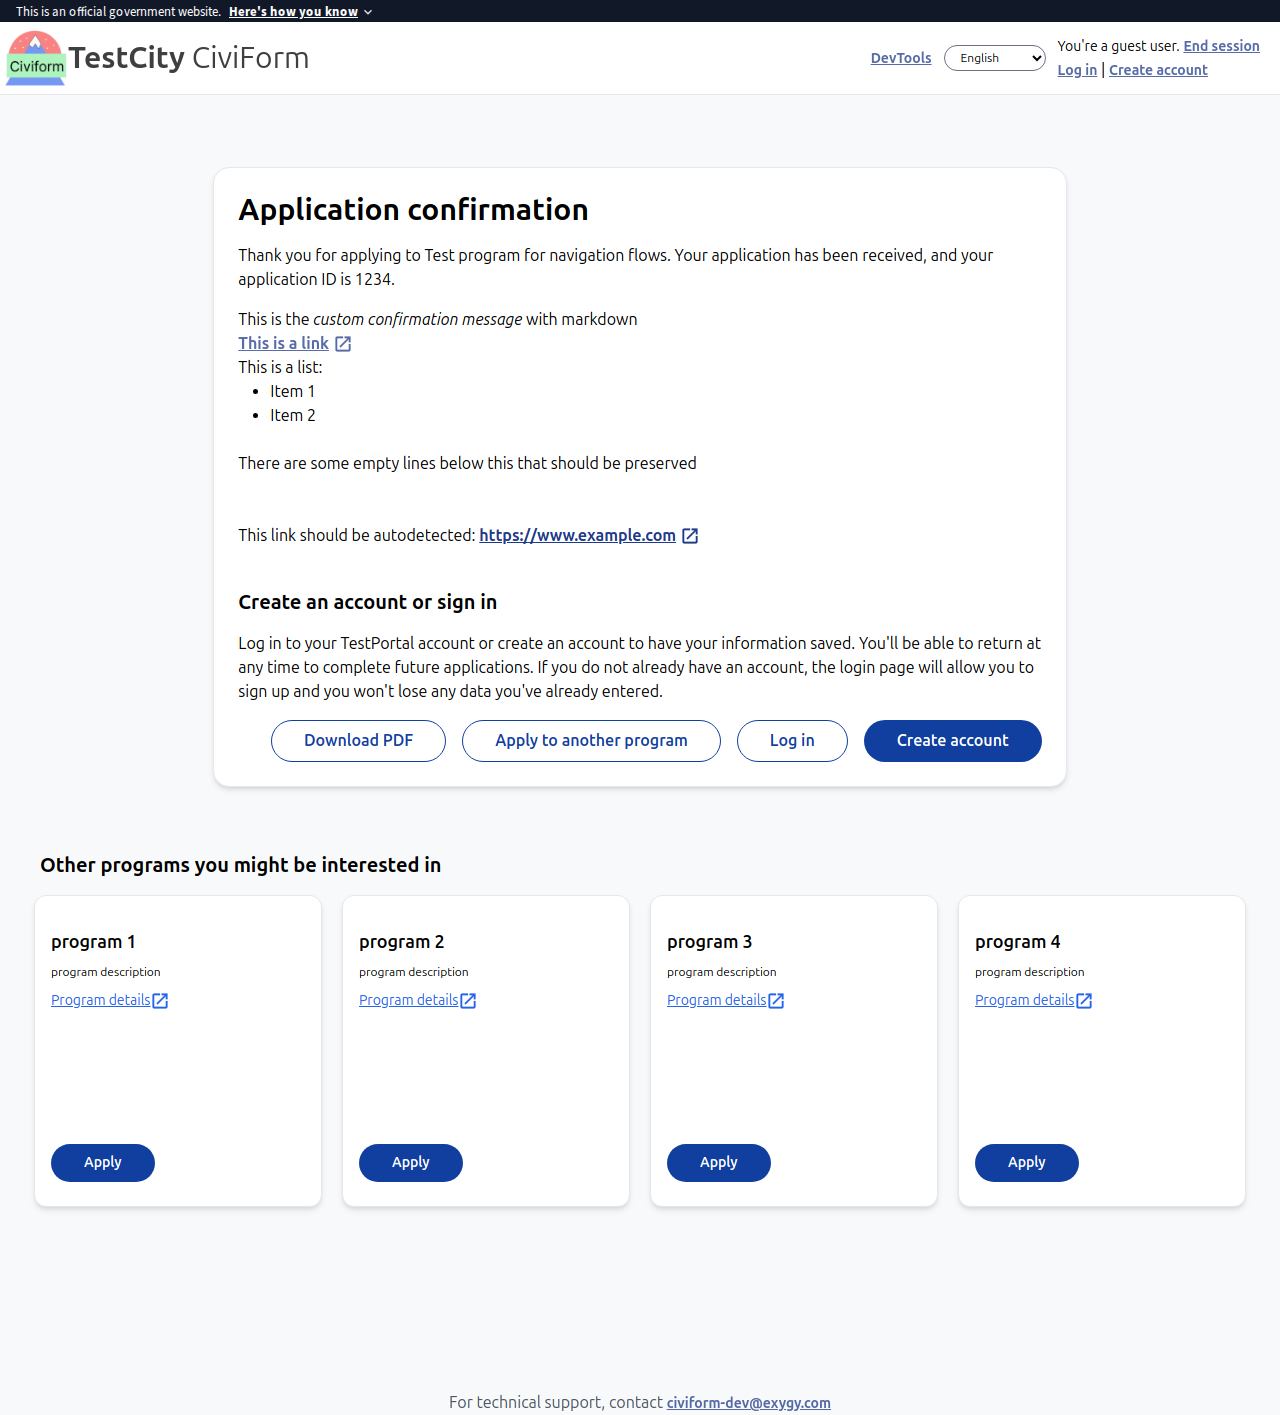 This is an official government website. Here's how you know
Civiform TestCity CiviForm
DevTools English You're a guest user. End session
Log in | Create account
Application confirmation
Thank you for applying to Test program for navigation flows. Your application has been received, and your
application ID is 1234.
This is the custom confirmation message with markdown
This is a link
This is a list:
• Item 1
• Item 2
There are some empty lines below this that should be preserved
This link should be autodetected: https://www.example.com
Create an account or sign in
Log in to your TestPortal account or create an account to have your information saved. You'll be able to return at
any time to complete future applications. If you do not already have an account, the login page will allow you to
sign up and you won't lose any data you've already entered.
Download PDF Apply to another program Log in Create account
Other programs you might be interested in
program 1 program 2 program 3 program 4
program description program description program description program description
Program details Program details Program details Program details
Apply Apply Apply Apply
For technical support, contact civiform-dev@exygy.com